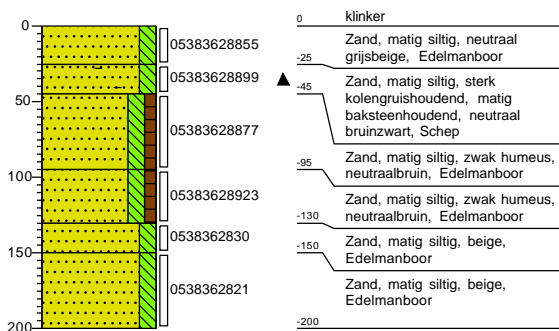 0
50
100
150
200
05383628855
05383628899
05383628877
05383628923
0538362830
0538362821
0
klinker
-25
Zand, matig siltig, neutraal
grijsbeige, Edelmanboor
-45
Zand, matig siltig, sterk
kolengruishoudend, matig
baksteenhoudend, neutraal
bruinzwart, Schep
-95
Zand, matig siltig, zwak humeus,
neutraalbruin, Edelmanboor
-130
Zand, matig siltig, zwak humeus,
neutraalbruin, Edelmanboor
-150
Zand, matig siltig, beige,
Edelmanboor
Zand, matig siltig, beige,
Edelmanboor
-200